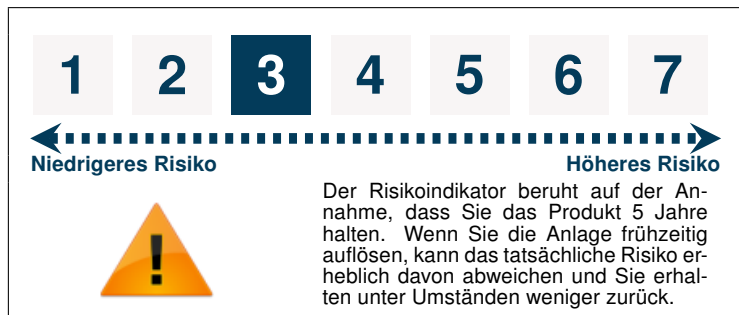 1 2 3 4 5 6 7
Niedrigeres Risiko Höheres Risiko
Der Risikoindikator beruht auf der An-
nahme, dass Sie das Produkt 5 Jahre
halten. Wenn Sie die Anlage frühzeitig
auflösen, kann das tatsächliche Risiko er-
heblich davon abweichen und Sie erhal-
ten unter Umständen weniger zurück.